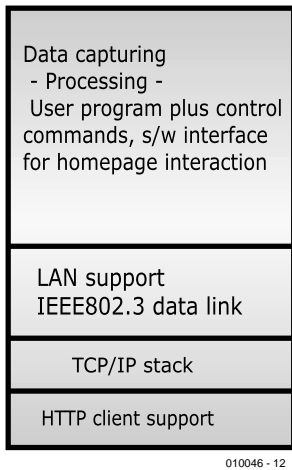 Data capturing
- Processing -
User program plus control
commands, s/w interface
for homepage interaction
LAN support
IEEE802.3 data link
TCP/IP stack
HTTP client support
010046 - 12